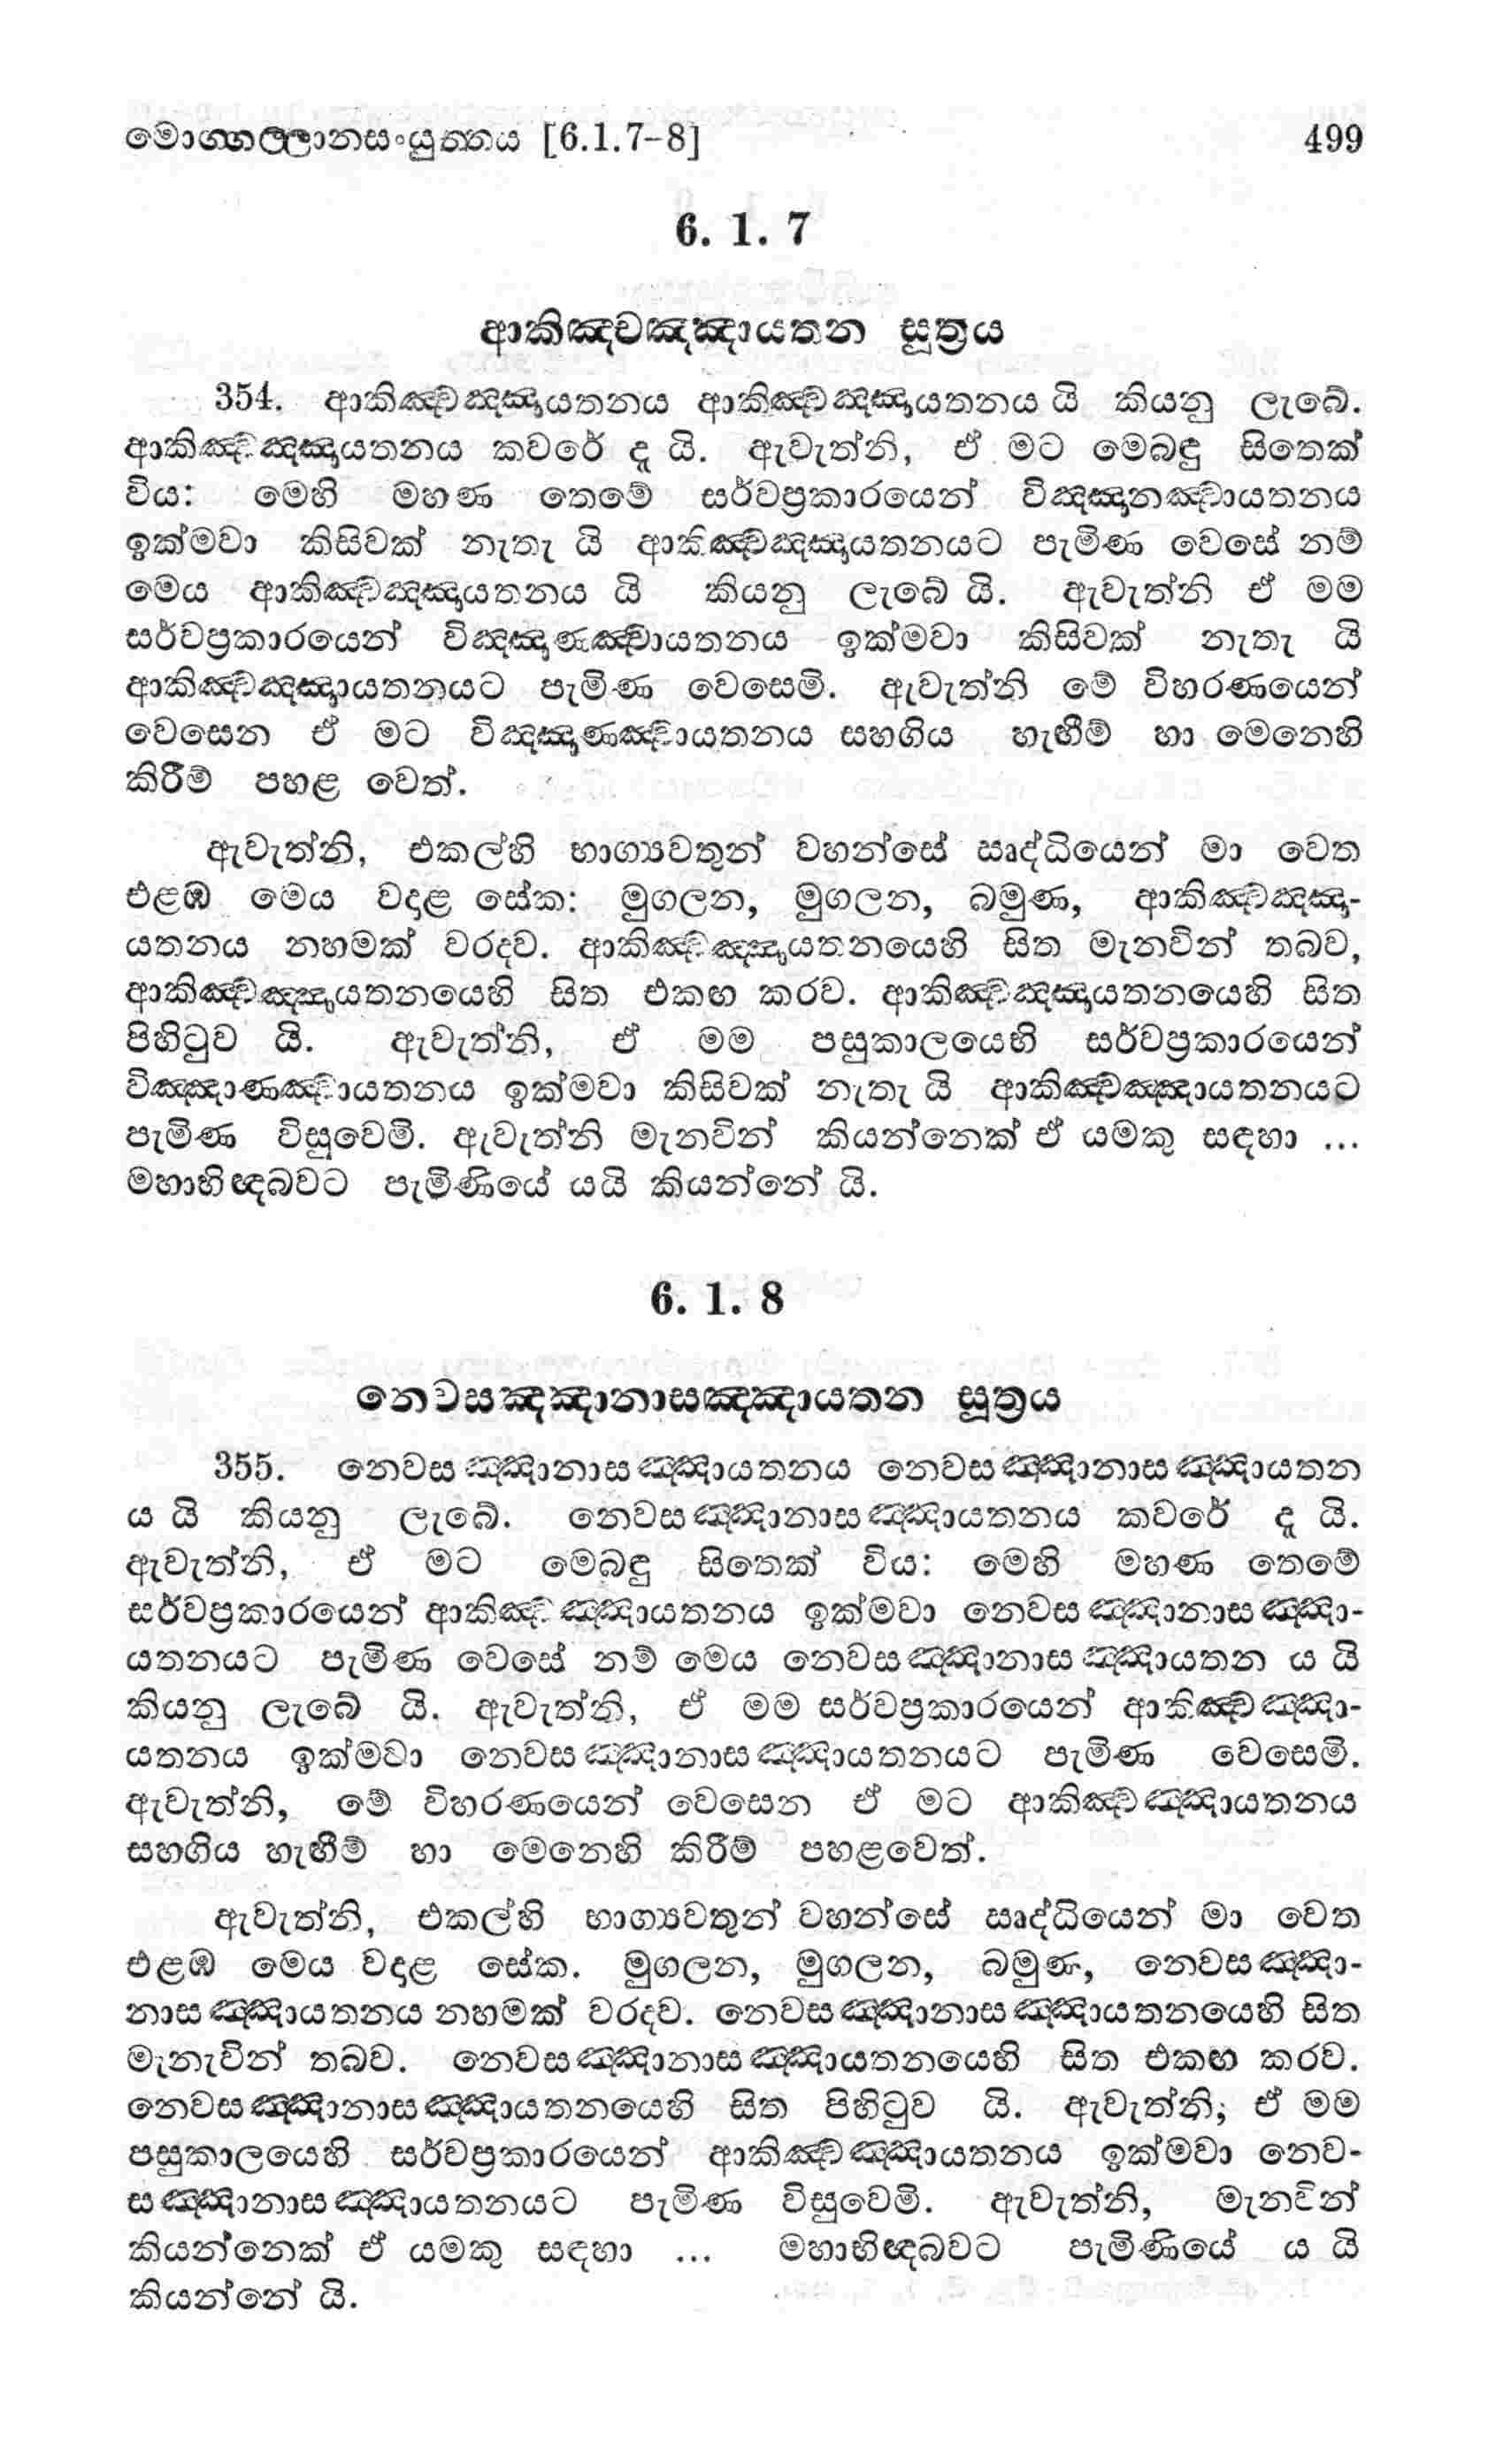 මොග්ගල්ලානසංයුත්තය [6.1.7-8] 499
6. 1. 7
ආකිඤ්චඤ්ඤායතන සූත්‍රය
354. ආකිඤ්චඤ්ඤායතනය ආකිඤ්චඤ්ඤායතනය යි කියනු ලැබේ.
ආකිඤ්චඤ්ඤායතනය කවරේ දැ යි. ඇවැත්නි, ඒ මට මෙබඳු සිතෙක්
විය: මෙහි මහණ තෙමේ සර්වප්‍රකාරයෙන් විඤ්ඤානඤ්චායතනය
ඉක්මවා කිසිවක් නැතැ යි ආකිඤ්චඤ්ඤායතනයට පැමිණ වෙසේ නම්
මෙය ආකිඤ්චඤ්ඤායතනය යි කියනු ලැබේ යි. ඇවැත්නි ඒ මම
සර්වප්‍රකාරයෙන් විඤ්ඤාණඤ්චායතනය ඉක්මවා කිසිවක් නැතැ යි
ආකිඤ්චඤ්ඤායතනයට පැමිණ වෙසෙමි. ඇවැත්නි මේ විහරණයෙන්
වෙසෙන ඒ මට විඤ්ඤාණඤ්චායතනය සහගිය හැඟීම් හා මෙනෙහි
කිරීම් පහළ වෙත්.
ඇවැත්නි, එකල්හි භාග්‍යවතුන් වහන්සේ ඍද්ධියෙන් මා වෙත
එළඹ මෙය වදාළ සේක: මුගලන, මුගලන, බමුණ, ආකිඤ්චඤ්ඤා-
යතනය නහමක් වරදව. ආකිඤ්චඤ්ඤායතනයෙහි සිත මැනවින් තබව,
ආකිඤ්චඤ්ඤායතනයෙහි සිත එකඟ කරව. ආකිඤ්චඤ්ඤායතනයෙහි සිත
පිහිටුව යි. ඇවැත්නි, ඒ මම පසුකාලයෙහි සර්වප්‍රකාරයෙන්
විඤ්ඤාණඤ්චායතනය ඉක්මවා කිසිවක් නැතැ යි ආකිඤ්චඤ්ඤායතනයට
පැමිණ විසුවෙමි. ඇවැත්නි මැනවින් කියන්නෙක් ඒ යමකු සඳහා ...
මහාභිඥබවට පැමිණියේ යයි කියන්නේ යි.
6. 1. 8
නෙවසඤ්ඤානාසඤ්ඤායතන සූත්‍රය
355. නෙවසඤ්ඤානාසඤ්ඤායතනය නෙවසඤ්ඤානාසඤ්ඤායතන
ය යි කියනු ලැබේ. නෙවසඤ්ඤානාසඤ්ඤායතනය කවරේ දැ යි.
ඇවැත්නි, ඒ මට මෙබඳු සිතෙක් විය: මෙහි මහණ තෙමේ
සර්වප්‍රකාරයෙන් ආකිඤ්චඤ්ඤායතනය ඉක්මවා නෙවසඤ්ඤානාසඤ්ඤා-
යතනයට පැමිණ වෙසේ නම් මෙය නෙවසඤ්ඤානාසඤ්ඤායතන ය යි
කියනු ලැබේ යි. ඇවැත්නි, ඒ මම සර්වප්‍රකාරයෙන් ආකිඤ්චඤ්ඤා-
යතනය ඉක්මවා නෙවසඤ්ඤානාසඤ්ඤායතනයට පැමිණ වෙසෙමි.
ඇවැත්නි, මේ විහරණයෙන් වෙසෙන ඒ මට ආකිඤ්චඤ්ඤායතනය
සහගිය හැඟීම් හා මෙනෙහි කිරීම් පහළවෙත්.
ඇවැත්නි, එකල්හි භාග්‍යවතුන් වහන්සේ ඍද්ධියෙන් මා වෙත
එළඹ මෙය වදාළ සේක. මුගලන, මුගලන, බමුණ, නෙවසඤ්ඤා-
නාසඤ්ඤායතනය නහමක් වරදව. නෙවසඤ්ඤානාසඤ්ඤායතනයෙහි සිත
මැනැවින් තබව. නෙවසඤ්ඤානාසඤ්ඤායතනයෙහි සිත එකඟ කරව.
නෙවසඤ්ඤානාසඤ්ඤායතනයෙහි සිත පිහිටුව යි. ඇවැත්නි; ඒ මම
පසුකාලයෙහි සර්වප්‍රකාරයෙන් ආකිඤ්චඤ්ඤායතනය ඉක්මවා නෙව-
සඤ්ඤානාසඤ්ඤායතනයට පැමිණ විසුවෙමි. ඇවැත්නි, මැනවින්
කියන්නෙක් ඒ යමකු සඳහා ... මහාභිඥබවට පැමිණියේ ය යි
කියන්නේ යි.